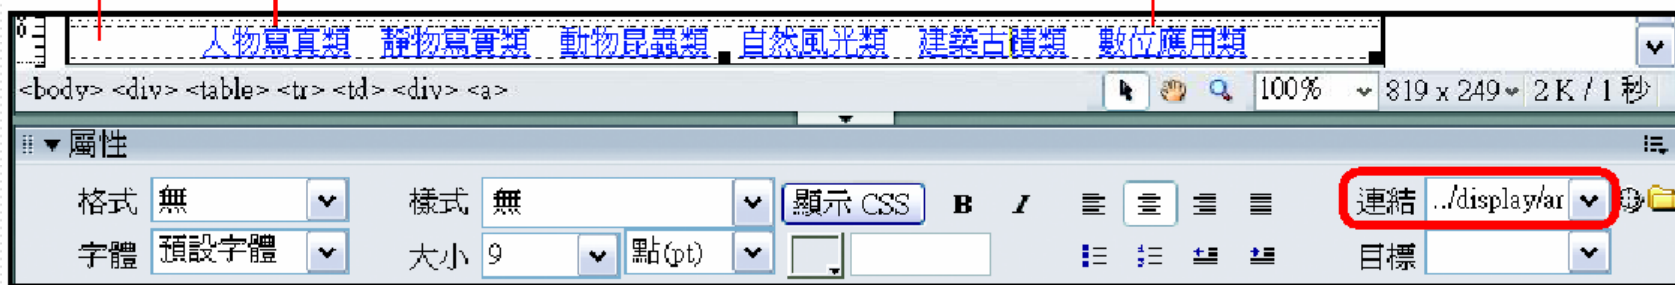 人物寫真類 靜物寫實類 動物昆蟲類 自然風光類 建築古積類 數位應用類
<body> <div> <table> <tr> <td> <div> <a> 100% 819 x 249 2 K / 1 秒
屬性
格式 無 樣式 無 顯示 CSS B I 連結 ../display/ar
字體 預設字體 大小 9 點(pt) 目標